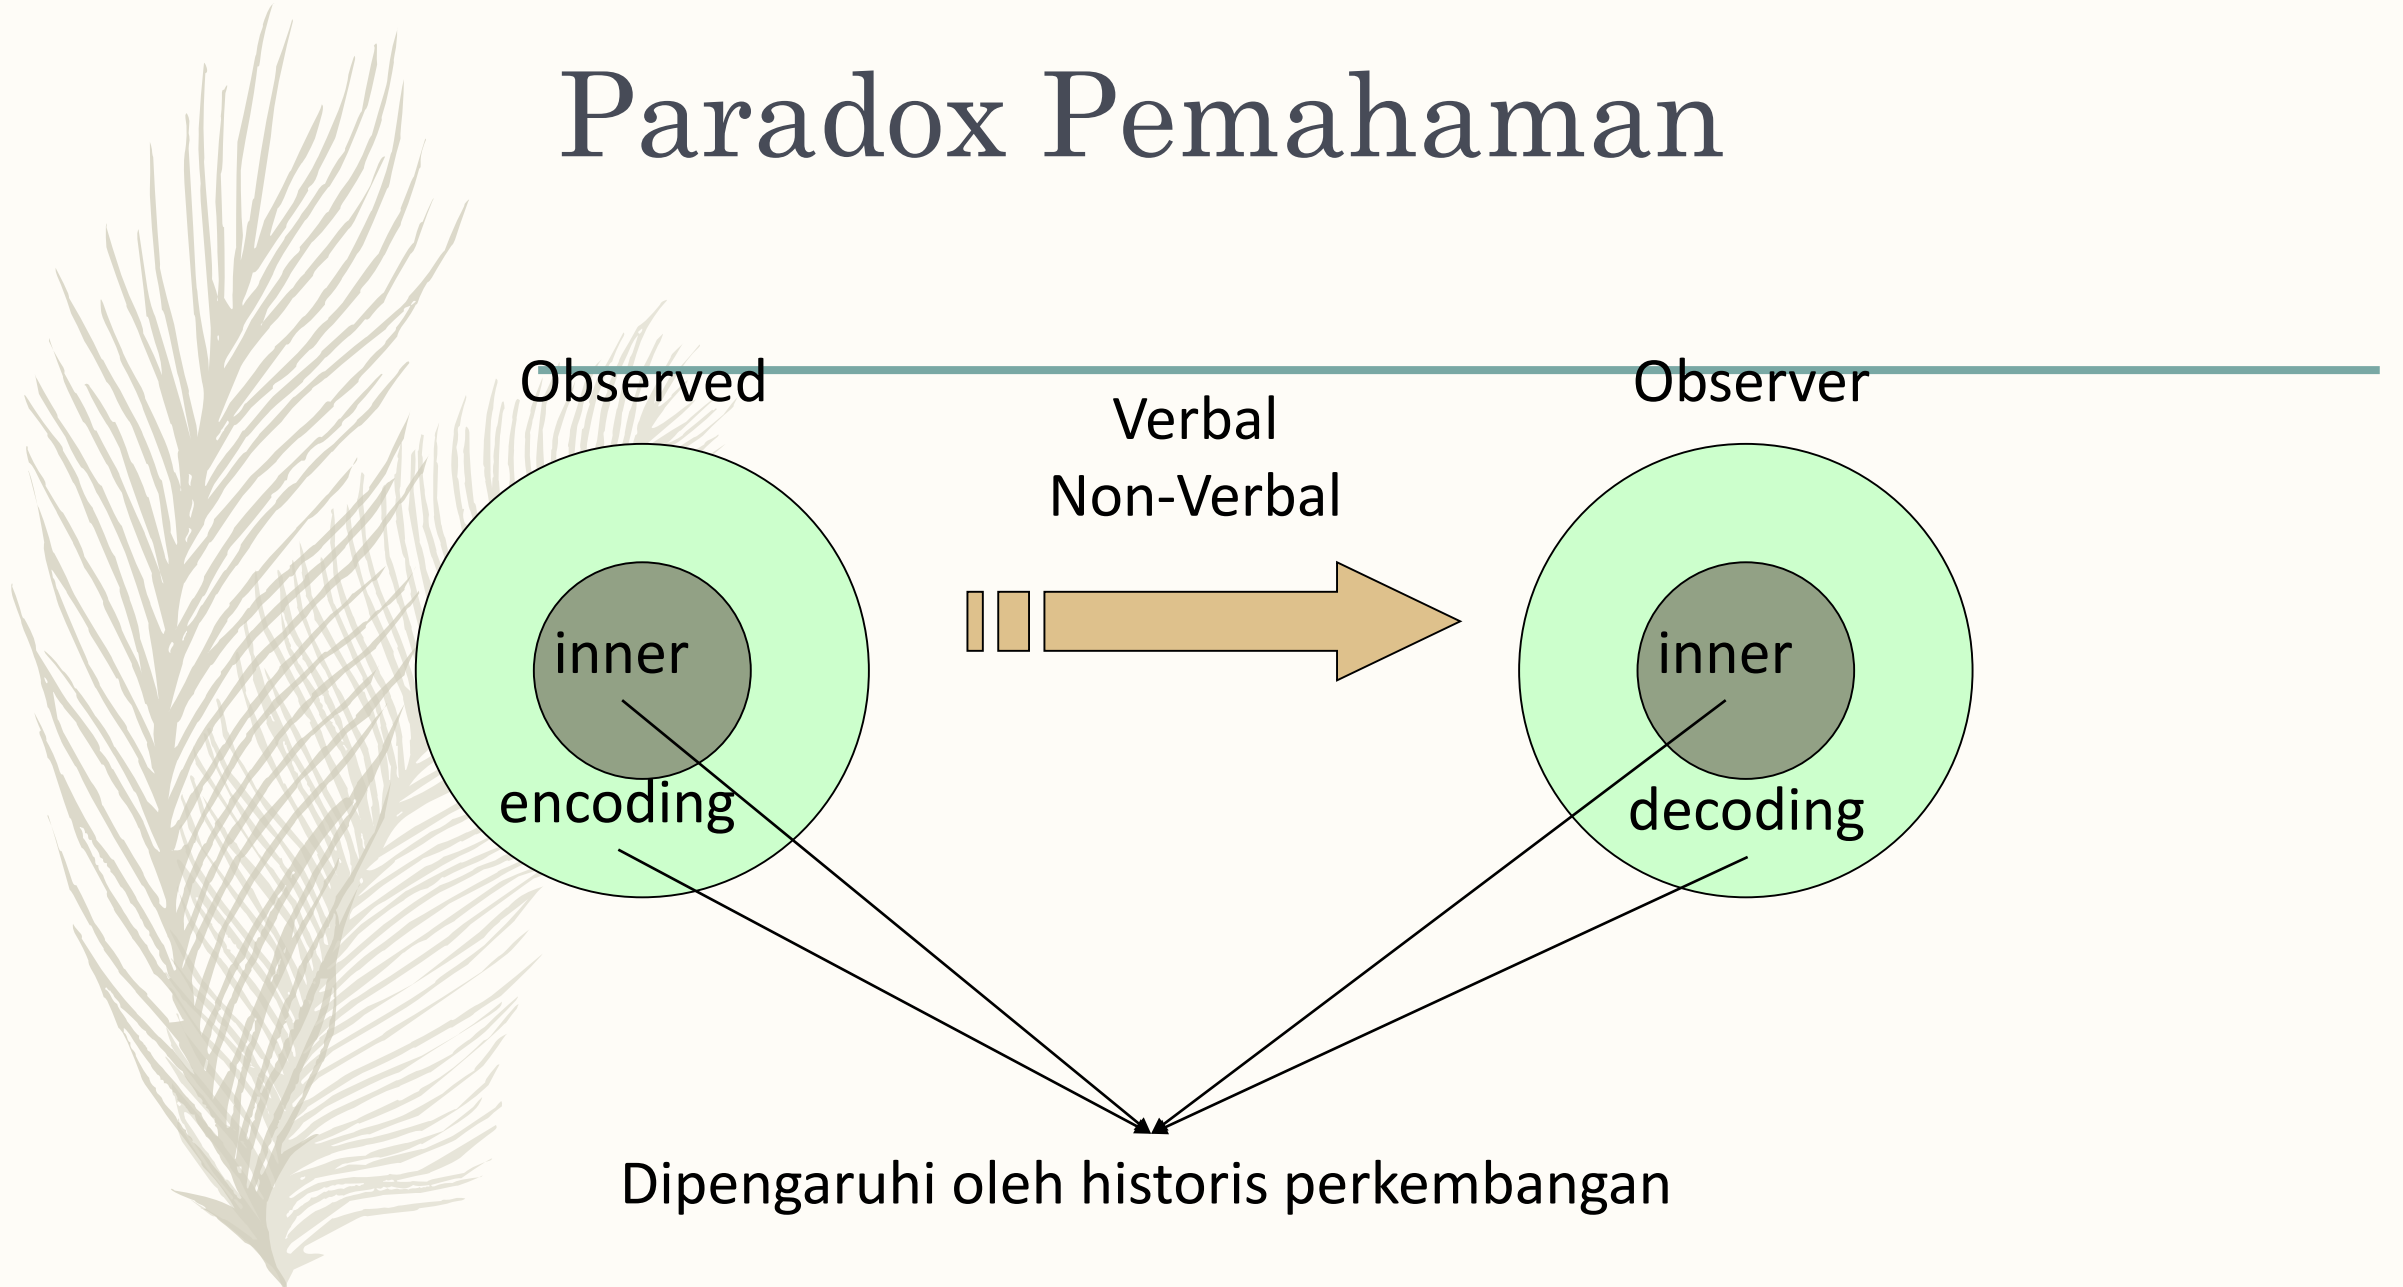 Paradox Pemahaman
Observed
Observer
Verbal
Non-Verbal
inner
inner
encoding
decoding
Dipengaruhi oleh historis perkembangan